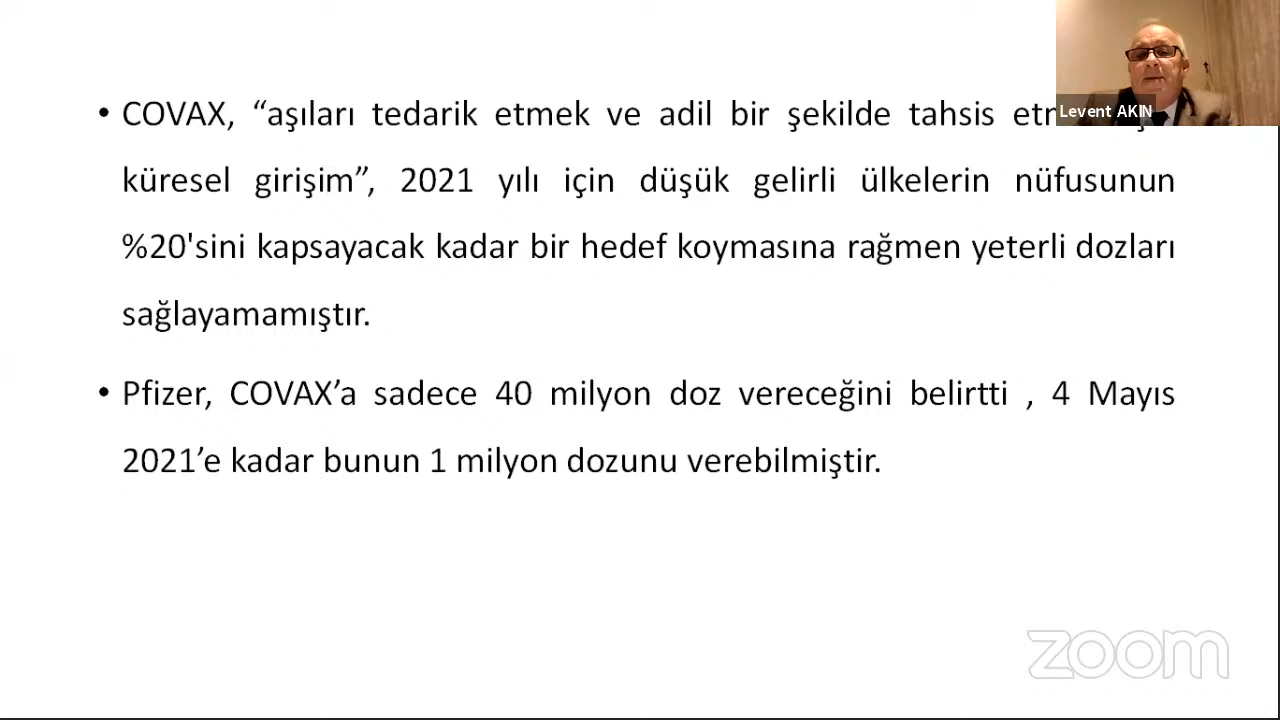 • COVAX, “aşıları tedarik etmek ve adil bir şekilde tahsis
küresel girişim”, 2021 yılı için düşük gelirli ülkelerin nüfusunun
%20'sini kapsayacak kadar bir hedef koymasına rağmen yeterli dozları
sağlayamamıştır.
• Pfizer, COVAX’a sadece 40 milyon doz vereceğini belirtti , 4 Mayıs
2021’e kadar bunun 1 milyon dozunu verebilmiştir.
Levent AKIN
zoom